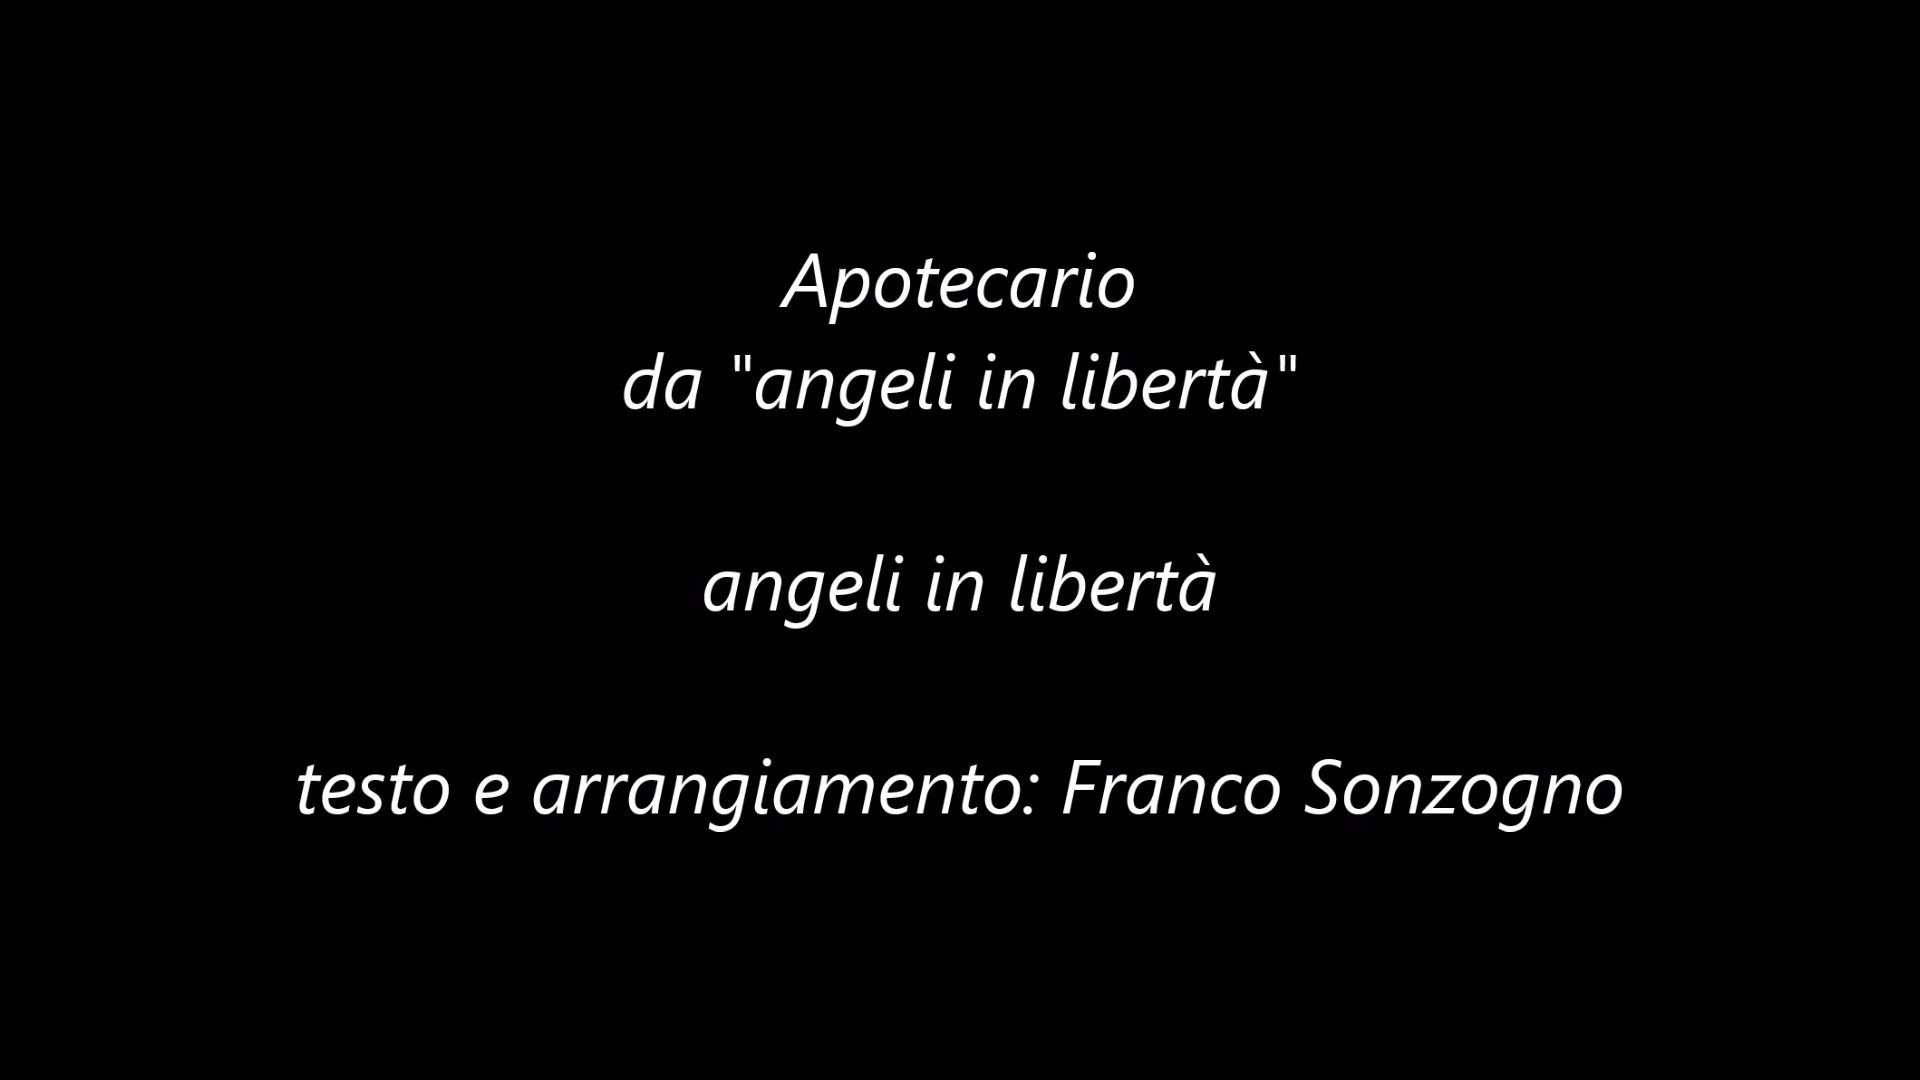 Apotecario
da "angeli in libertà"
angeli in libertà
testo e arrangiamento: Franco Sonzogno